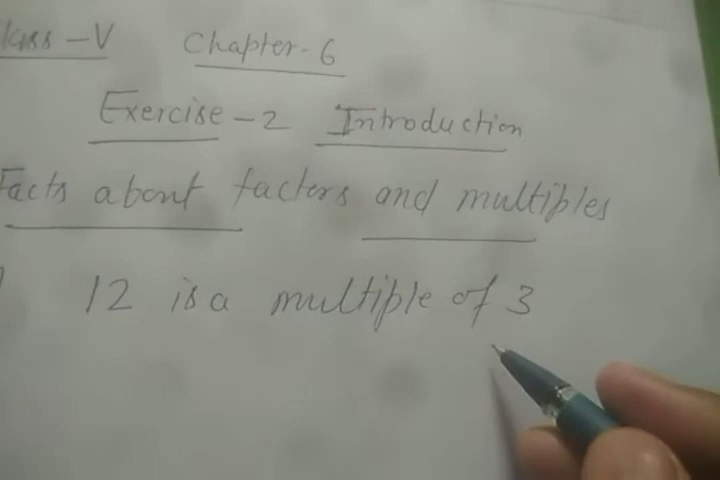 class - V Chapter - 6
Exercise - 2 Introduction
Facts about factors and multiples
12 is a multiple of 3